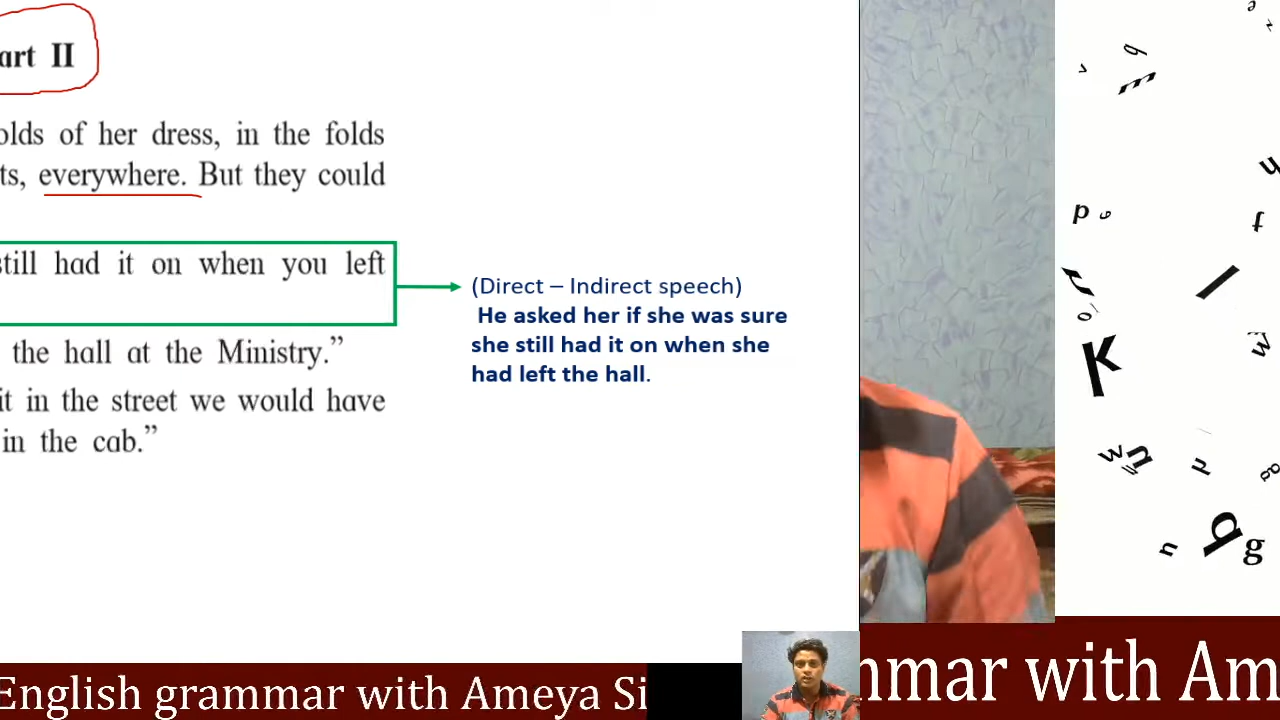 art II
olds of her dress, in the folds
ts, everywhere. But they could
still had it on when you left
(Direct – Indirect speech)
He asked her if she was sure
she still had it on when she
had left the hall.
the hall at the Ministry.”
it in the street we would have
in the cab.”
English grammar with Ameya Si
mmar with Am